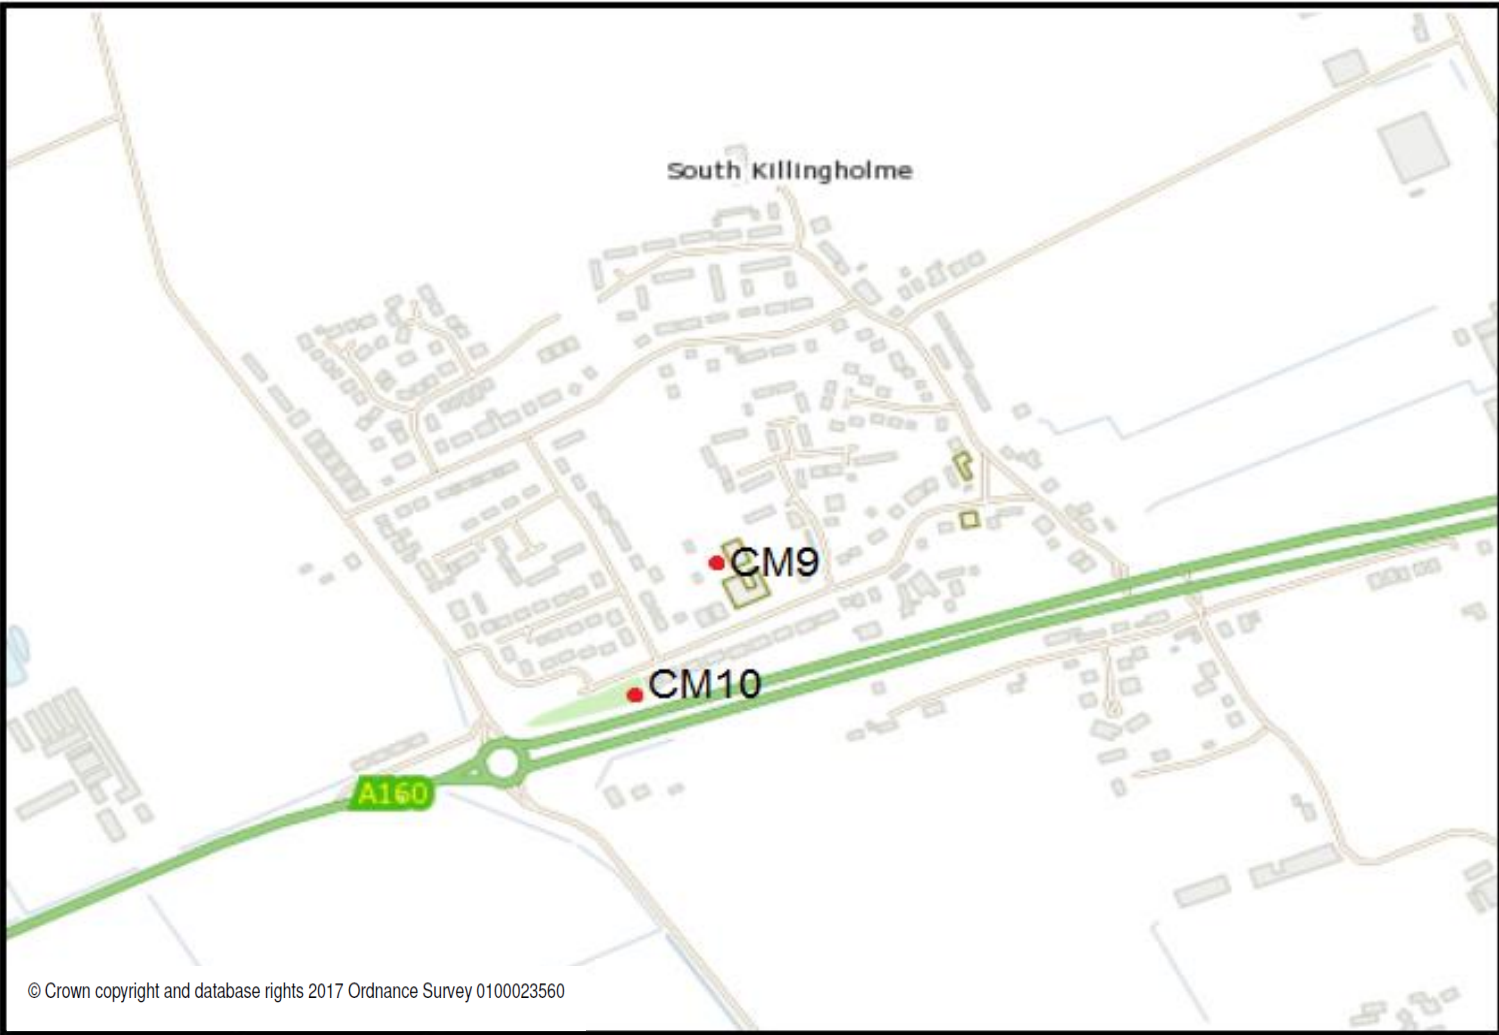 South Killingholme
CM9
CM10
A160
© Crown copyright and database rights 2017 Ordnance Survey 0100023560